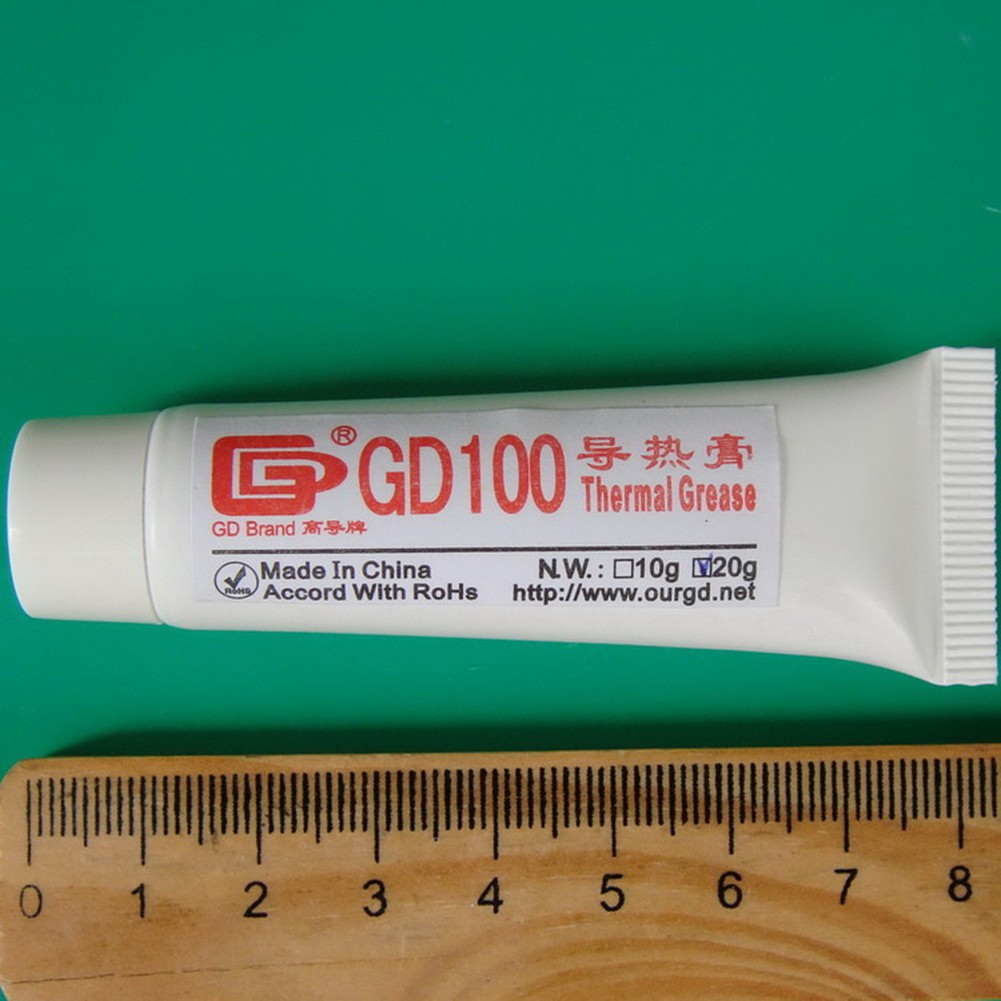 GD ® GD100 导热膏
Thermal Grease
GD Brand 高导牌
RoHS Made In China N.W.: □10g ☑20g
Accord With RoHs http://www.ourgd.net
0 1 2 3 4 5 6 7 8